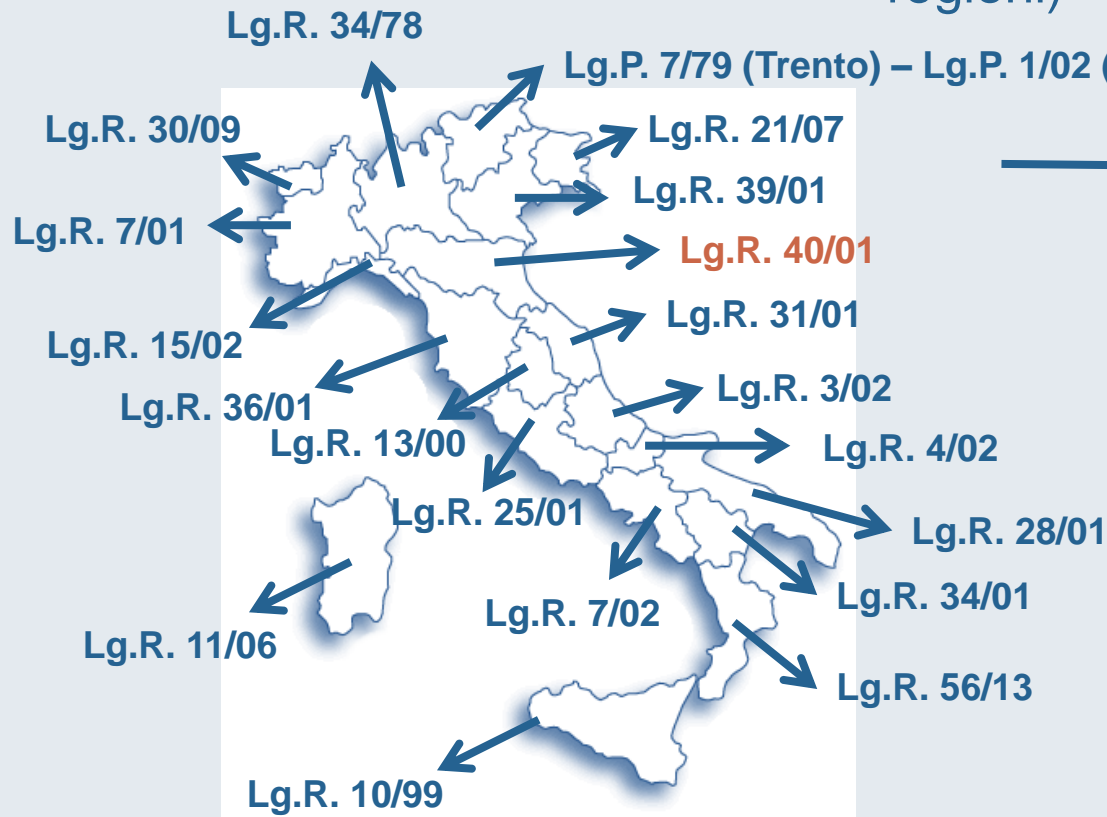 regioni)
Lg.R. 34/78
Lg.P. 7/79 (Trento) – Lg.P. 1/02 (
Lg.R. 30/09
Lg.R. 21/07
Lg.R. 39/01
Lg.R. 7/01
Lg.R. 40/01
Lg.R. 31/01
Lg.R. 15/02
Lg.R. 3/02
Lg.R. 36/01
Lg.R. 13/00
Lg.R. 4/02
Lg.R. 25/01
Lg.R. 28/01
Lg.R. 34/01
Lg.R. 7/02
Lg.R. 11/06
Lg.R. 56/13
Lg.R. 10/99